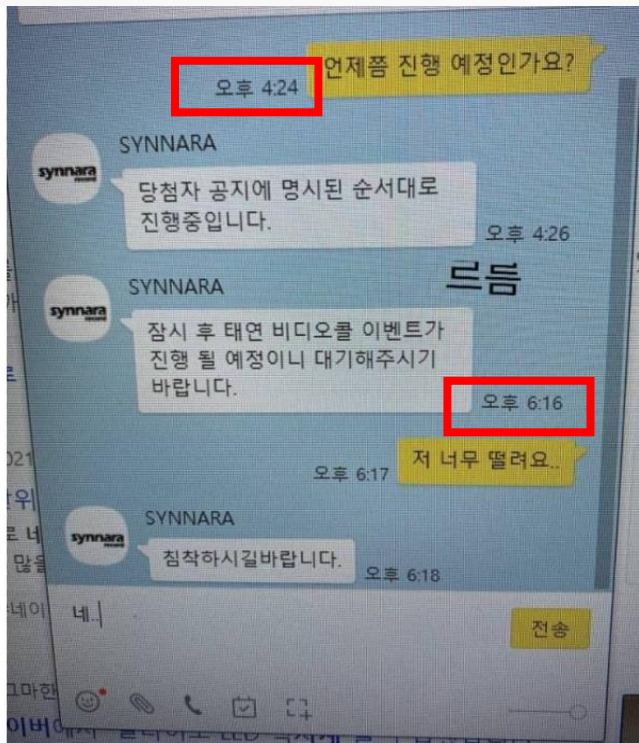 언제쯤 진행 예정인가요?
오후 4:24
SYNNARA
synnara
당첨자 공지에 명시된 순서대로
진행중입니다.
오후 4:26
르름
SYNNARA
synnara
잠시 후 태연 비디오콜 이벤트가
진행 될 예정이니 대기해주시기
바랍니다.
오후 6:16
저 너무 떨려요..
오후 6:17
SYNNARA
synnara
침착하시길바랍니다.
오후 6:18
네..
전송